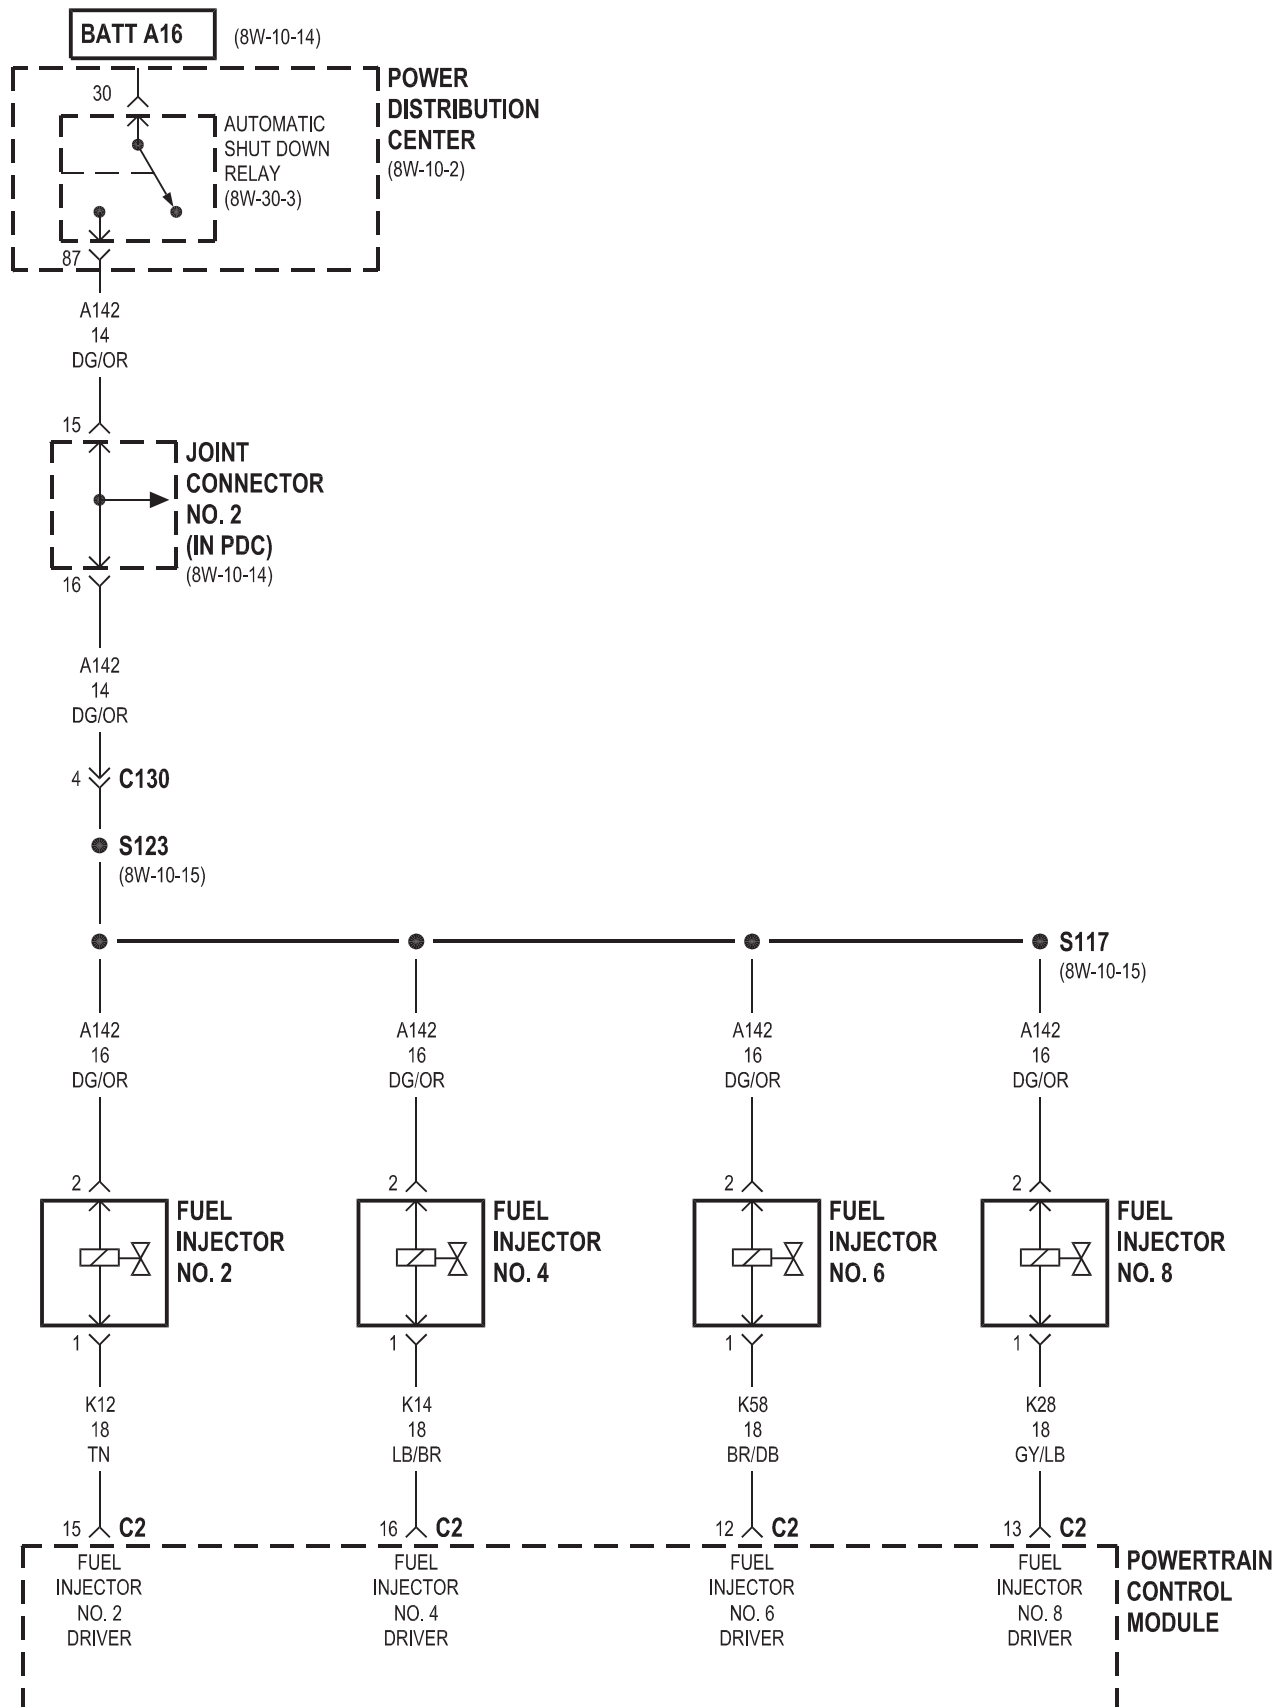 BATT A16
(8W-10-14)
POWER
DISTRIBUTION
CENTER
(8W-10-2)
30
AUTOMATIC
SHUT DOWN
RELAY
(8W-30-3)
87
A142
14
DG/OR
15
JOINT
CONNECTOR
NO. 2
(IN PDC)
(8W-10-14)
16
A142
14
DG/OR
4
C130
S123
(8W-10-15)
S117
(8W-10-15)
A142
16
DG/OR
A142
16
DG/OR
A142
16
DG/OR
A142
16
DG/OR
2
FUEL
INJECTOR
NO. 2
1
2
FUEL
INJECTOR
NO. 4
1
2
FUEL
INJECTOR
NO. 6
1
2
FUEL
INJECTOR
NO. 8
1
K12
18
TN
K14
18
LB/BR
K58
18
BR/DB
K28
18
GY/LB
15 C2
16 C2
12 C2
13 C2
FUEL
INJECTOR
NO. 2
DRIVER
FUEL
INJECTOR
NO. 4
DRIVER
FUEL
INJECTOR
NO. 6
DRIVER
FUEL
INJECTOR
NO. 8
DRIVER
POWERTRAIN
CONTROL
MODULE